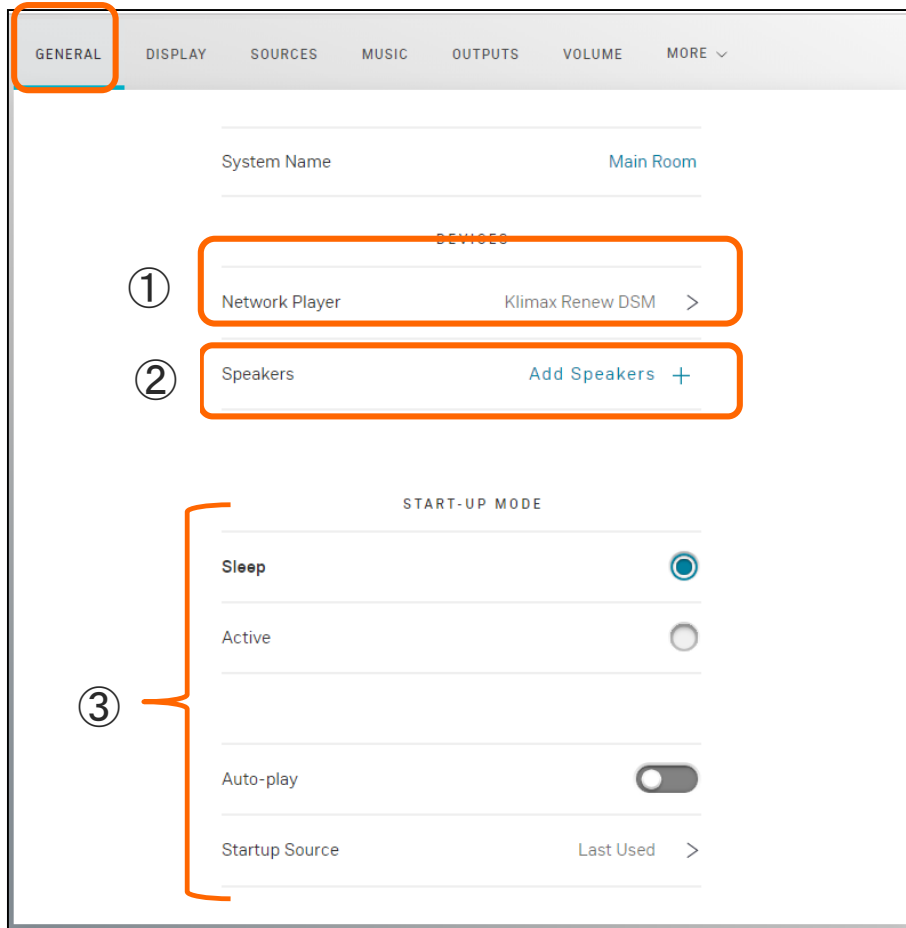 GENERAL DISPLAY SOURCES MUSIC OUTPUTS VOLUME MORE
System Name Main Room
DEVICES
① Network Player Klimax Renew DSM >
② Speakers Add Speakers +
START-UP MODE
Sleep
Active
③
Auto-play
Startup Source Last Used >